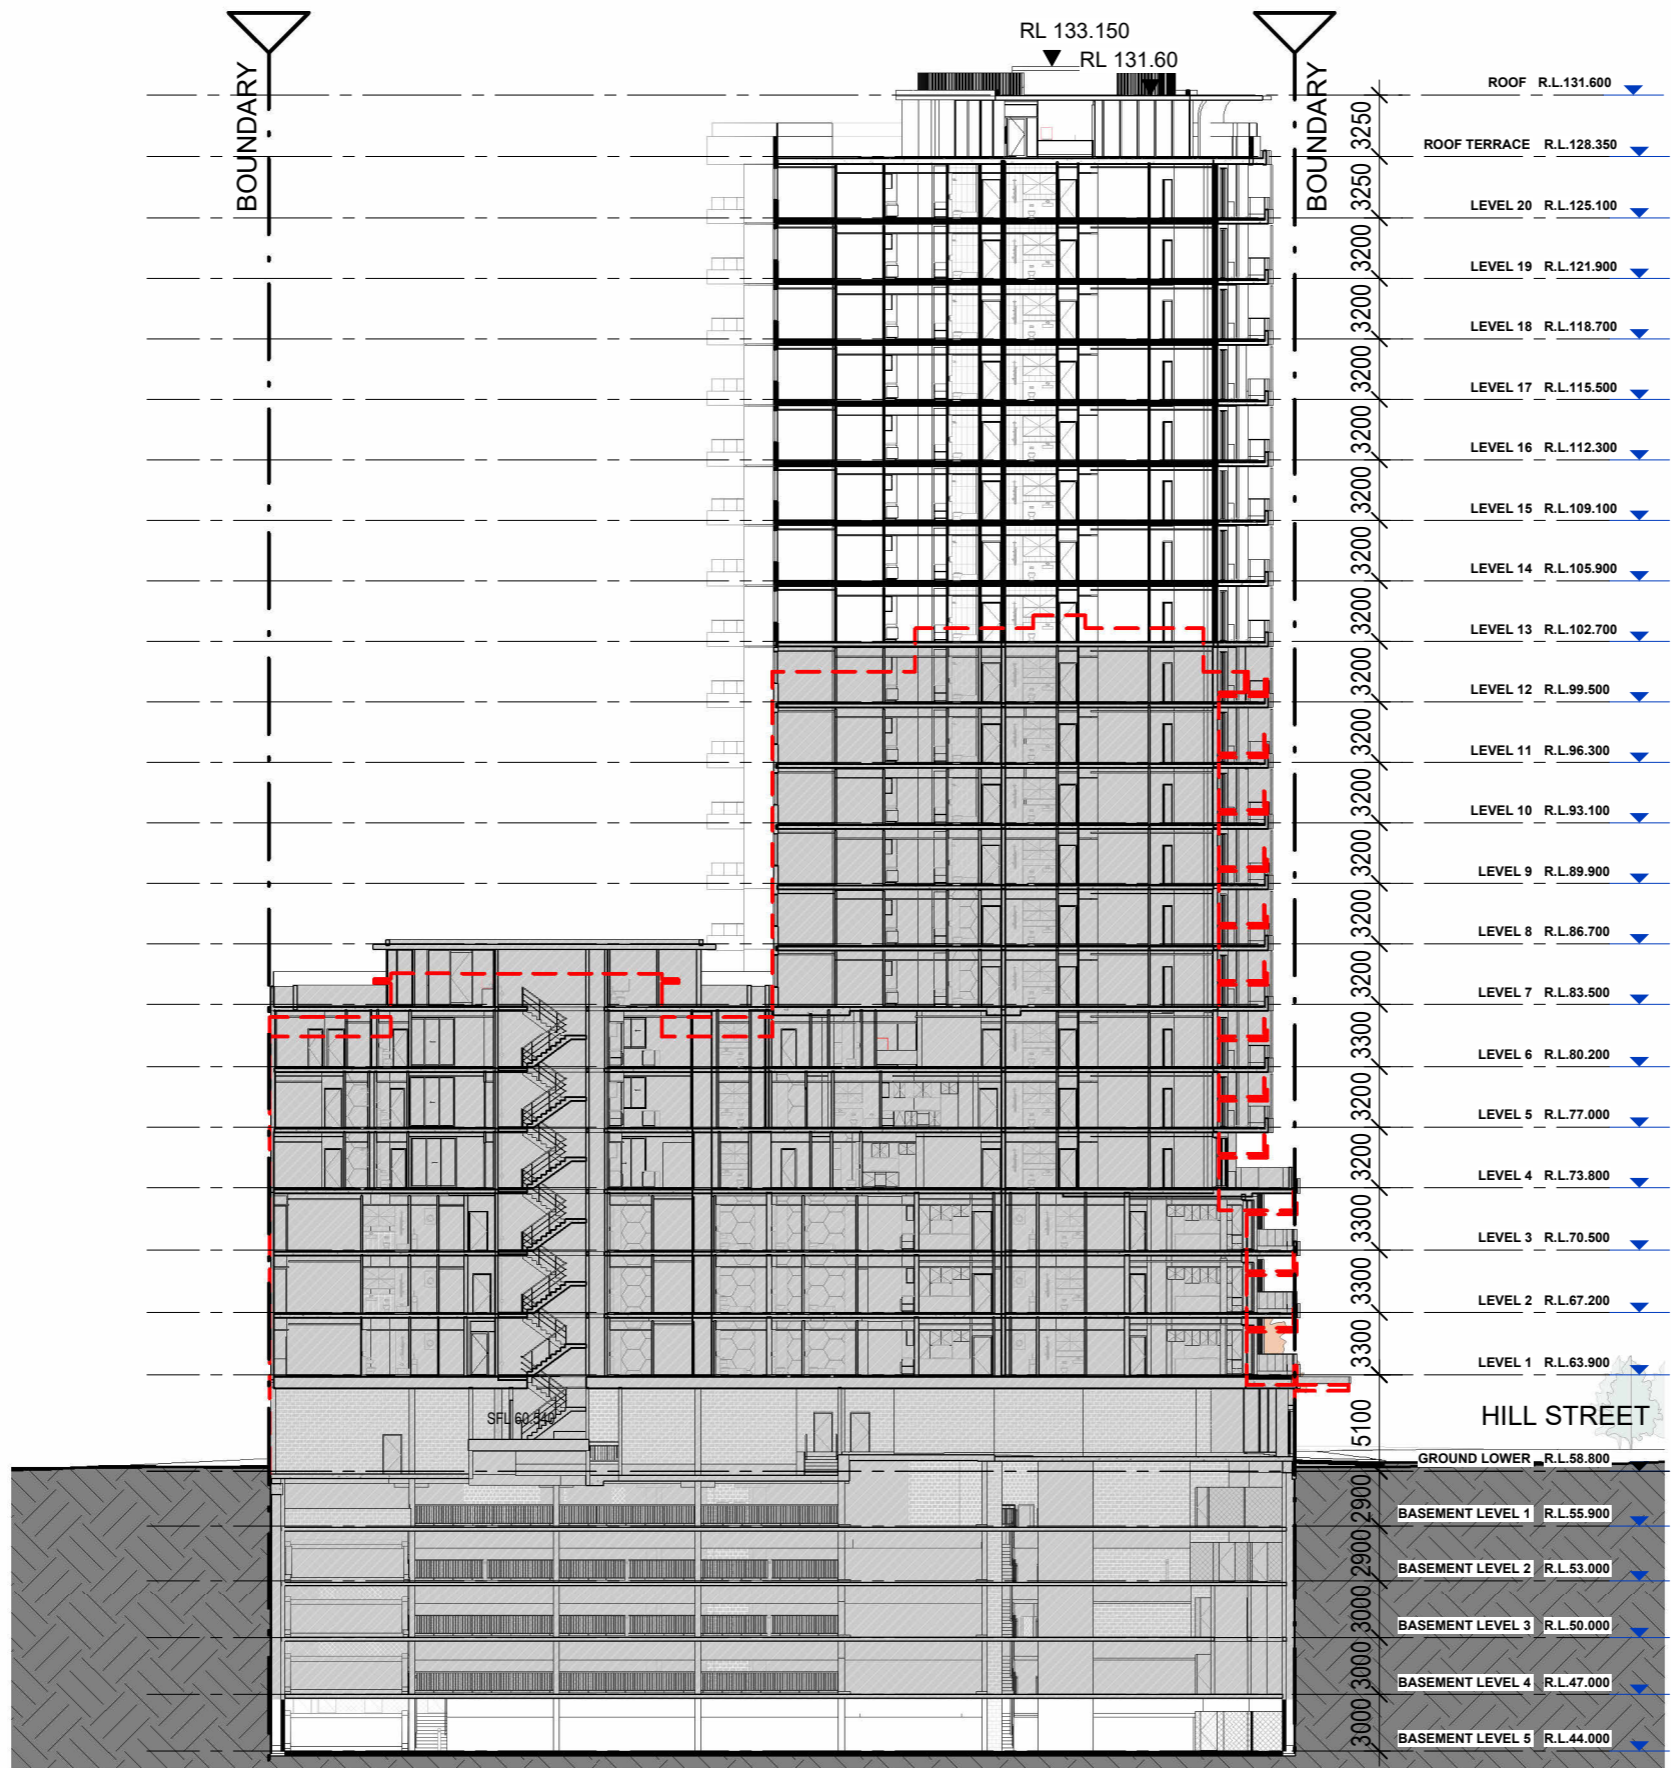 RL 133.150
RL 131.60
BOUNDARY
BOUNDARY
ROOF R.L.131.600
3250
ROOF TERRACE R.L.128.350
3250
LEVEL 20 R.L.125.100
3200
LEVEL 19 R.L.121.900
3200
LEVEL 18 R.L.118.700
3200
LEVEL 17 R.L.115.500
3200
LEVEL 16 R.L.112.300
3200
LEVEL 15 R.L.109.100
3200
LEVEL 14 R.L.105.900
3200
LEVEL 13 R.L.102.700
3200
LEVEL 12 R.L.99.500
3200
LEVEL 11 R.L.96.300
3200
LEVEL 10 R.L.93.100
3200
LEVEL 9 R.L.89.900
3200
LEVEL 8 R.L.86.700
3200
LEVEL 7 R.L.83.500
3300
LEVEL 6 R.L.80.200
3200
LEVEL 5 R.L.77.000
3200
LEVEL 4 R.L.73.800
3300
LEVEL 3 R.L.70.500
3300
LEVEL 2 R.L.67.200
3300
LEVEL 1 R.L.63.900
5100
HILL STREET
SFL 60.540
GROUND LOWER R.L.58.800
2900
BASEMENT LEVEL 1 R.L.55.900
2900
BASEMENT LEVEL 2 R.L.53.000
3000
BASEMENT LEVEL 3 R.L.50.000
3000
BASEMENT LEVEL 4 R.L.47.000
3000
BASEMENT LEVEL 5 R.L.44.000